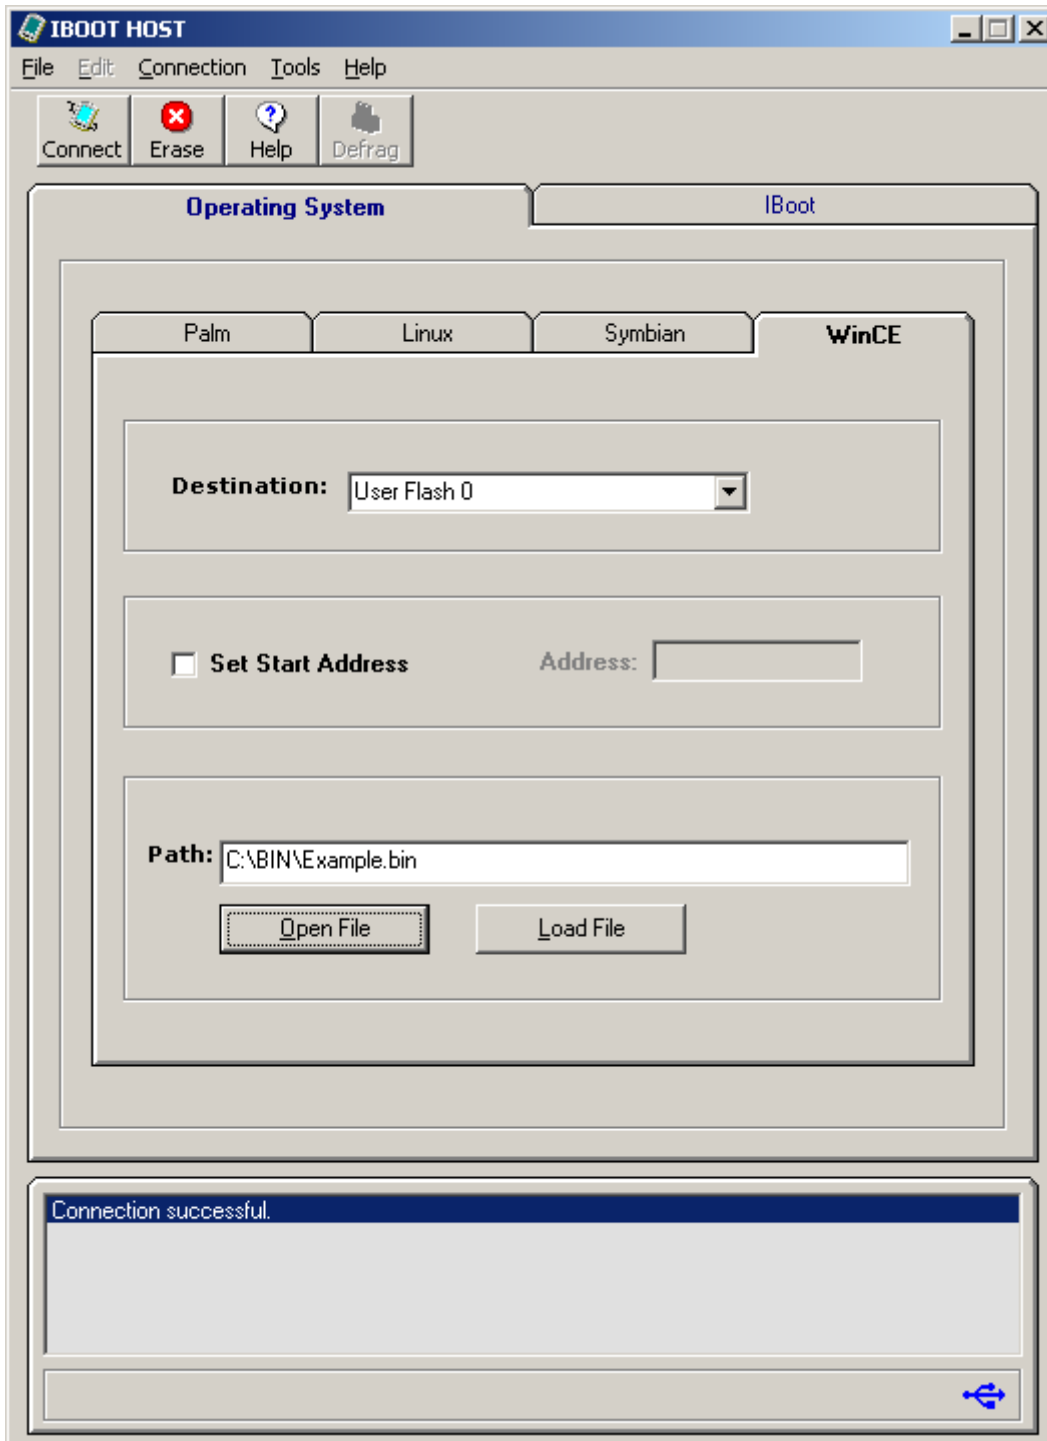 IBOOT HOST
File Edit Connection Tools Help
Connect Erase Help Defrag
Operating System IBoot
Palm Linux Symbian WinCE
Destination: User Flash 0
Set Start Address Address:
Path: C:\BIN\Example.bin
Open File Load File
Connection successful.